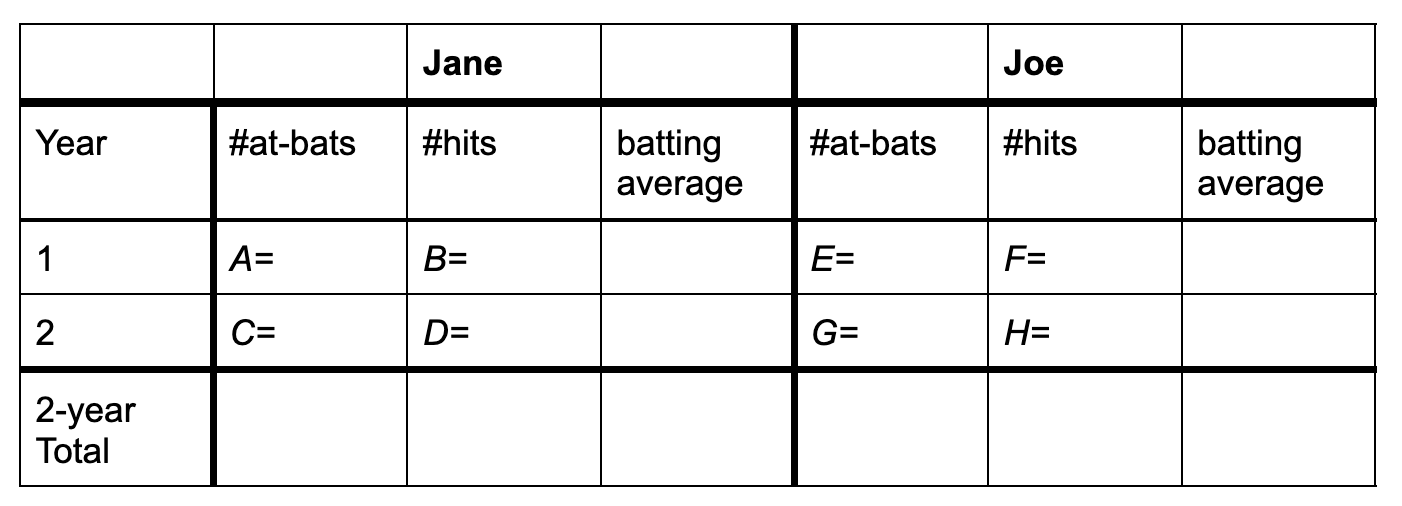 Jane Joe
Year #at-bats #hits batting average #at-bats #hits batting average
1 A= B= E= F=
2 C= D= G= H=
2-year Total